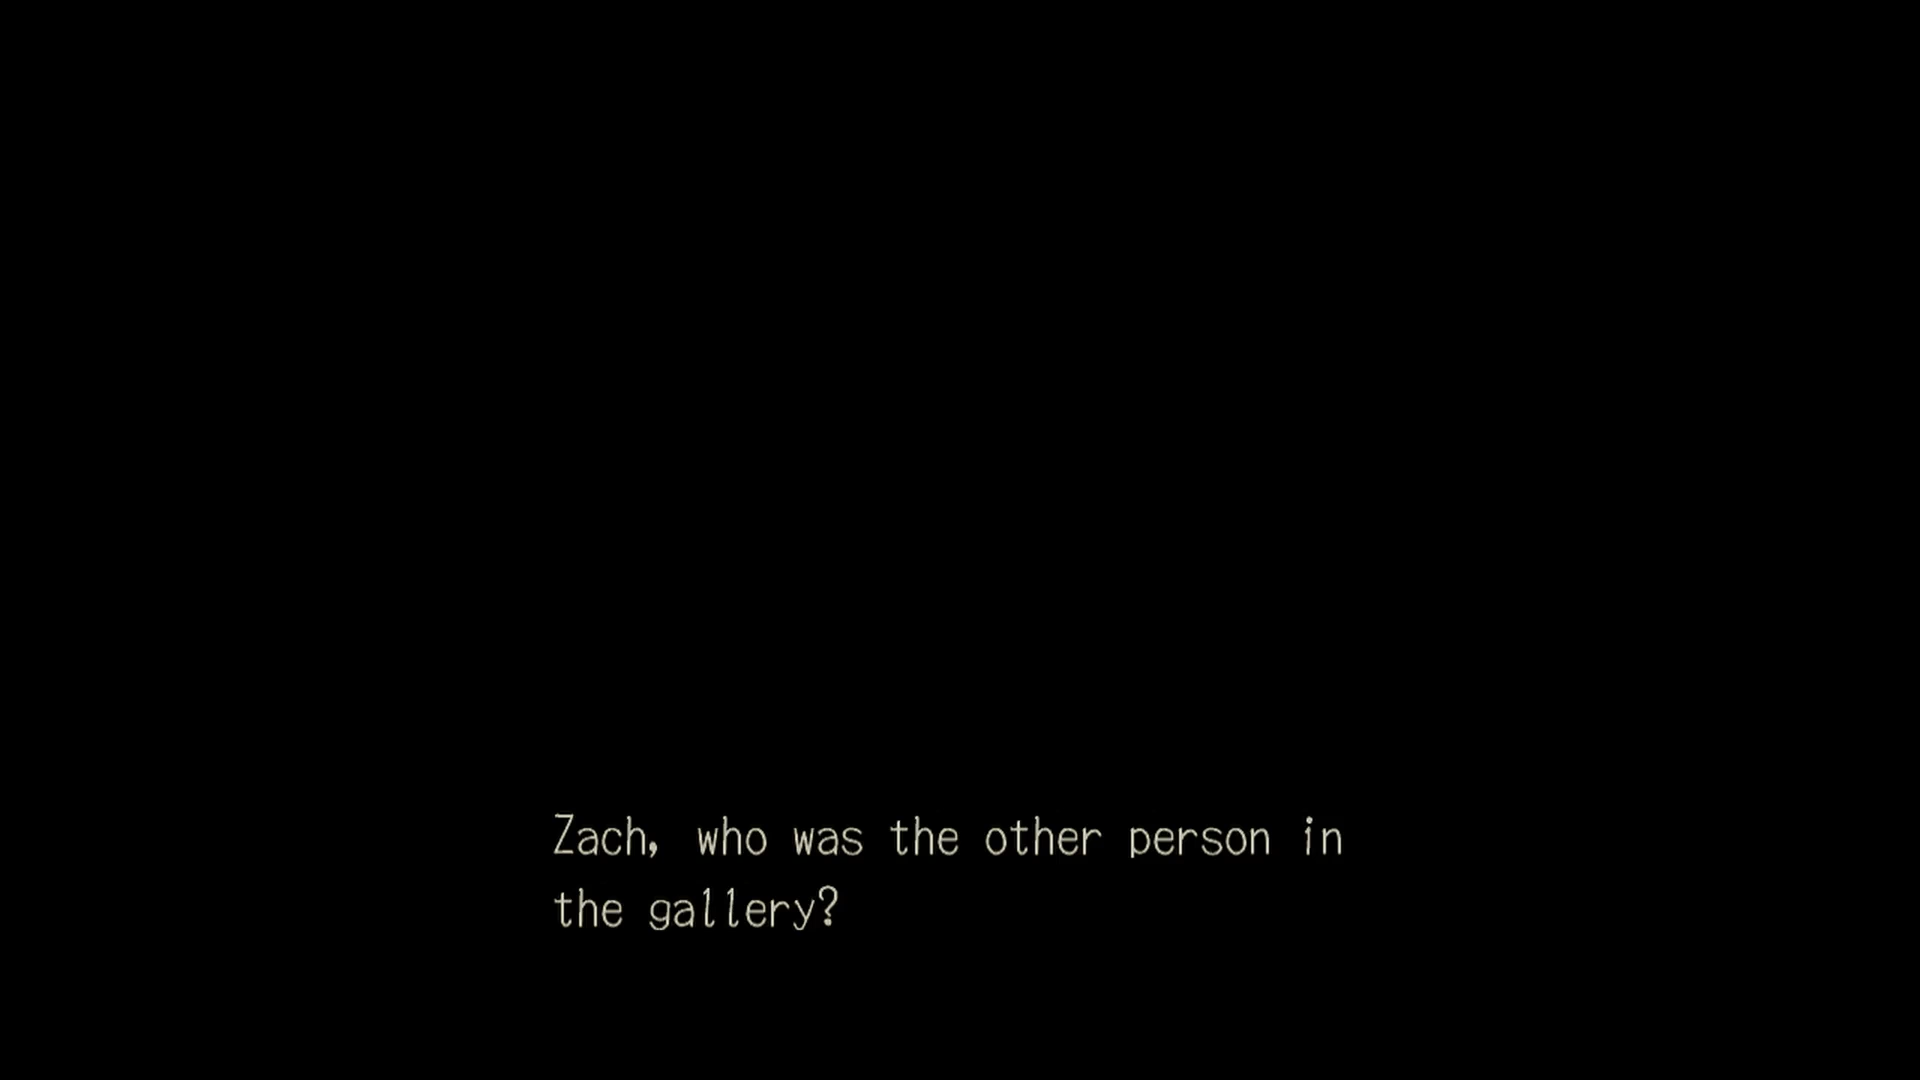 Zach, who was the other person in
the gallery?